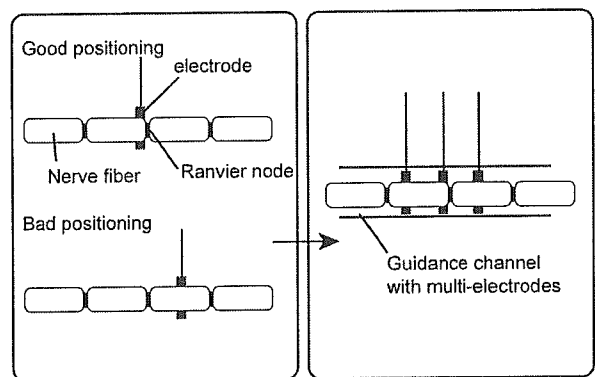 Good positioning
electrode
Nerve fiber
Ranvier node
Bad positioning
Guidance channel
with multi-electrodes